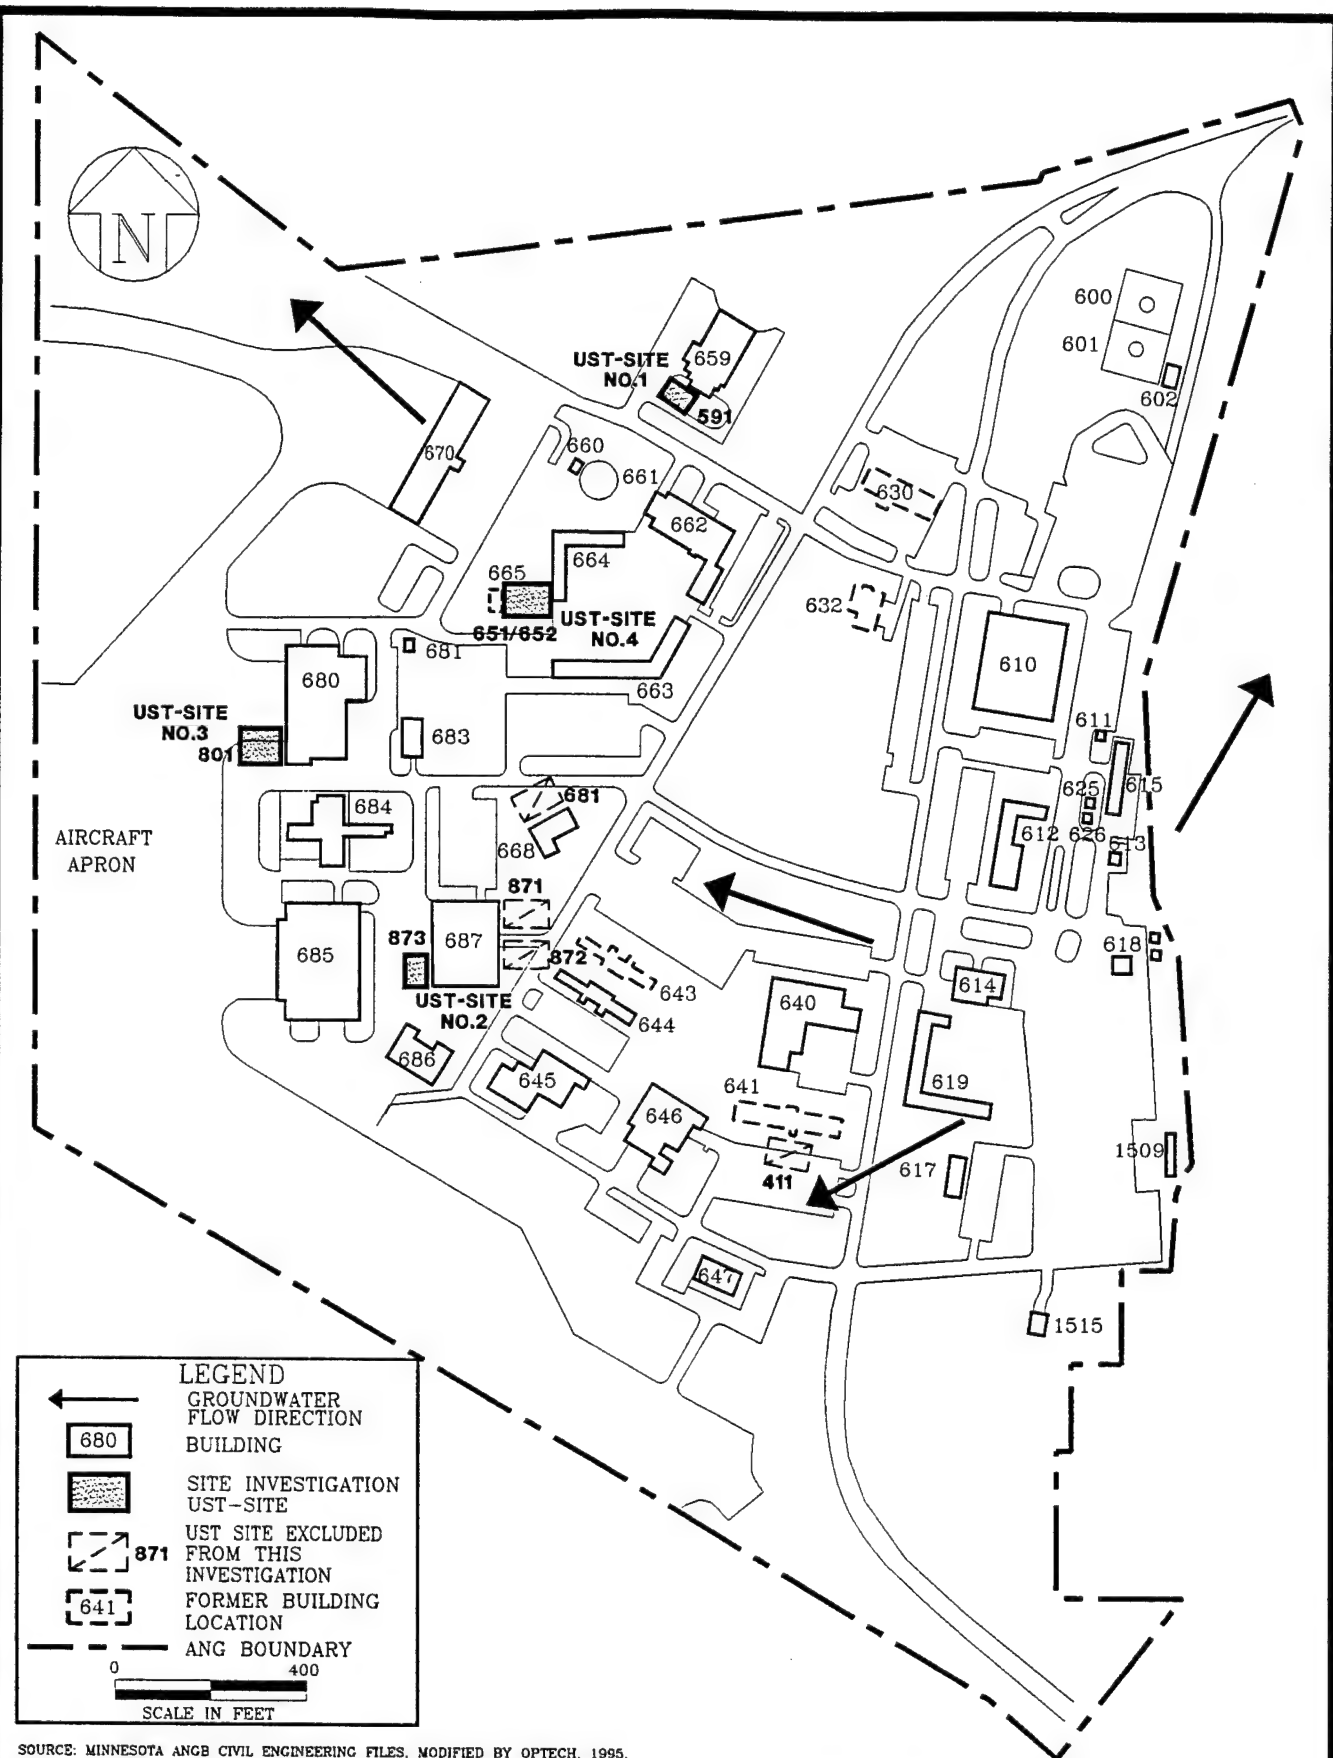 N
600
601
602
UST-SITE
NO.1
659
591
670
660
661
630
662
664
665
632
UST-SITE
NO.4
651/652
681
680
610
663
UST-SITE
NO.3
801
683
611
681
625
615
684
626
612
613
AIRCRAFT
APRON
668
871
873
687
872
618
685
643
614
UST-SITE
NO.2
640
644
686
645
641
619
646
1509
617
411
647
1515
LEGEND
GROUNDWATER
FLOW DIRECTION
680
BUILDING
SITE INVESTIGATION
UST-SITE
871
UST SITE EXCLUDED
FROM THIS
INVESTIGATION
641
FORMER BUILDING
LOCATION
ANG BOUNDARY
0 400
SCALE IN FEET
SOURCE: MINNESOTA ANGB CIVIL ENGINEERING FILES, MODIFIED BY OPTECH, 1995.